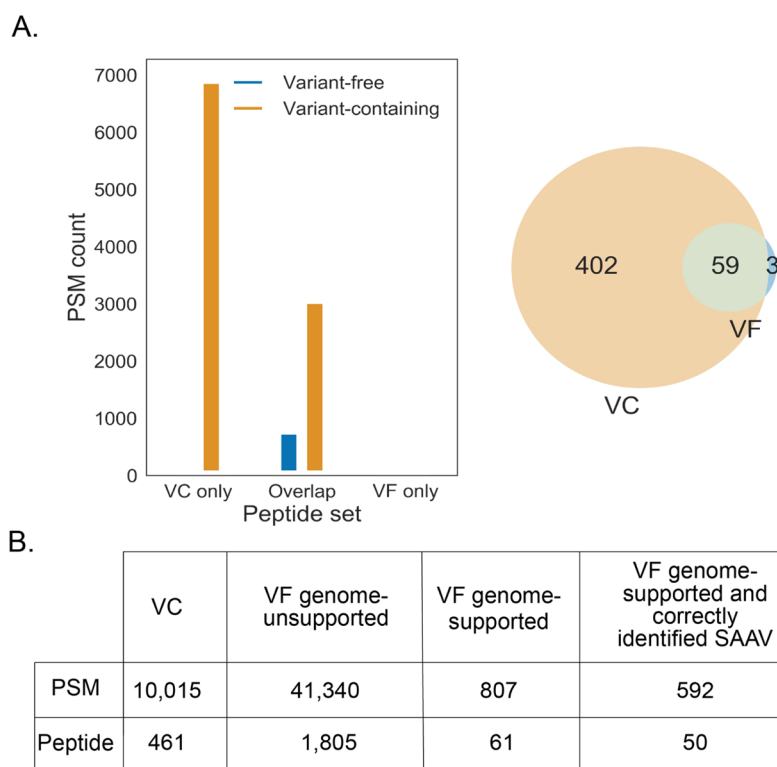 A.
7000
6000
5000
4000
3000
2000
1000
0
PSM count
Variant-free
Variant-containing
VC only Overlap VF only
Peptide set
402 59 3
VF
VC
B.
VC
VF genome-
unsupported
VF genome-
supported
VF genome-
supported and
correctly
identified SAAV
PSM 10,015 41,340 807 592
Peptide 461 1,805 61 50